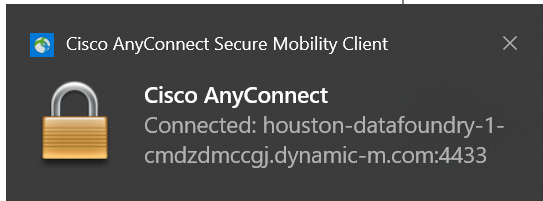 Cisco AnyConnect Secure Mobility Client
Cisco AnyConnect
Connected: houston-datafoundry-1-
cmdzdmccgj.dynamic-m.com:4433